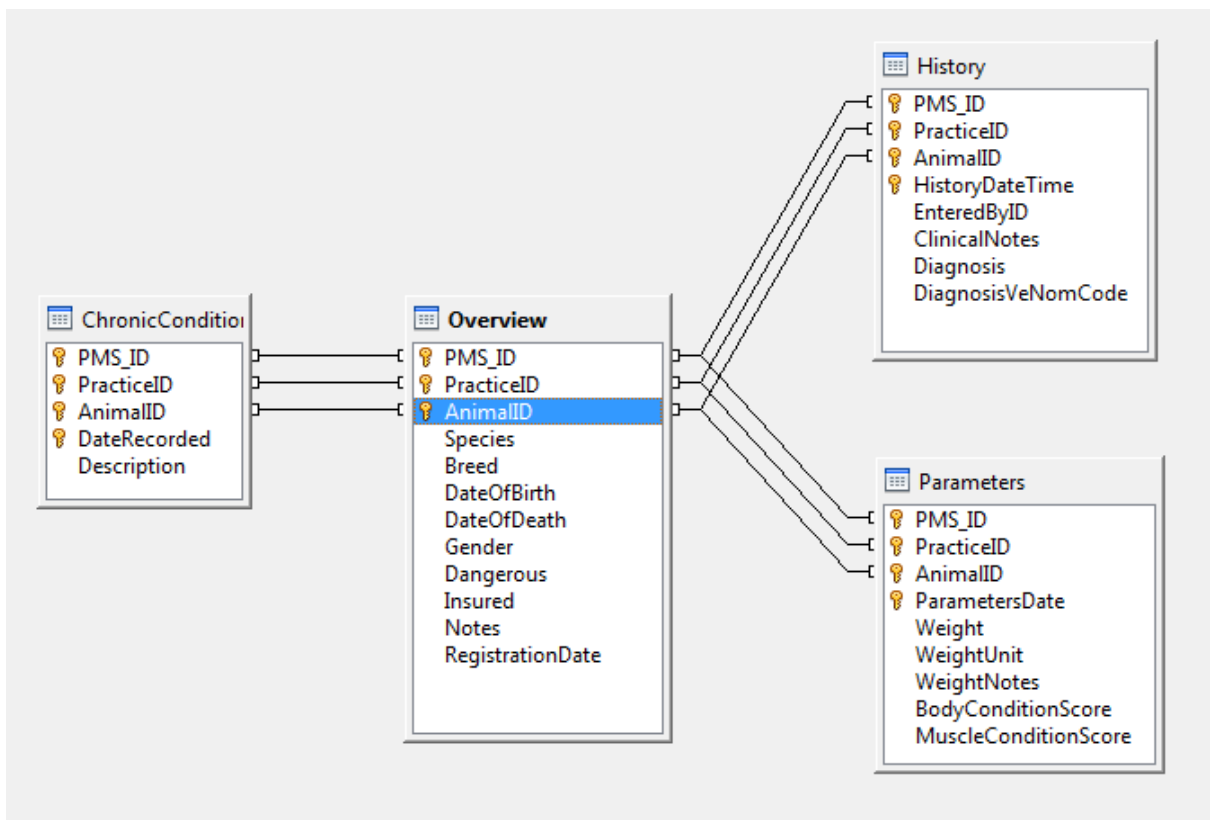 ChronicCondition
PMS_ID
PracticeID
AnimalID
DateRecorded
Description
Overview
PMS_ID
PracticeID
AnimalID
Species
Breed
DateOfBirth
DateOfDeath
Gender
Dangerous
Insured
Notes
RegistrationDate
History
PMS_ID
PracticeID
AnimalID
HistoryDateTime
EnteredByID
ClinicalNotes
Diagnosis
DiagnosisVeNomCode
Parameters
PMS_ID
PracticeID
AnimalID
ParametersDate
Weight
WeightUnit
WeightNotes
BodyConditionScore
MuscleConditionScore